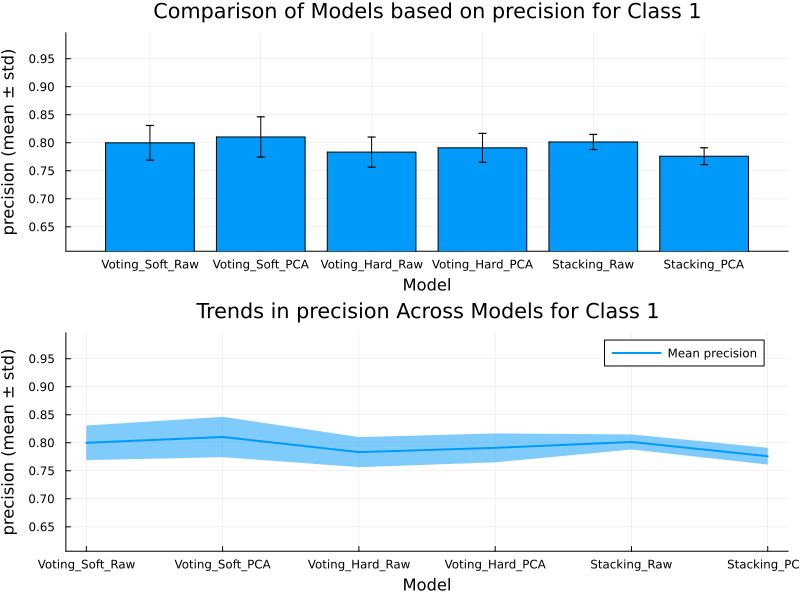 Comparison of Models based on precision for Class 1
precision (mean ± std)
0.95
0.90
0.85
0.80
0.75
0.70
0.65
Voting_Soft_Raw Voting_Soft_PCA Voting_Hard_Raw Voting_Hard_PCA Stacking_Raw Stacking_PCA
Model
Trends in precision Across Models for Class 1
precision (mean ± std)
Mean precision
0.95
0.90
0.85
0.80
0.75
0.70
0.65
Voting_Soft_Raw Voting_Soft_PCA Voting_Hard_Raw Voting_Hard_PCA Stacking_Raw Stacking_PC
Model